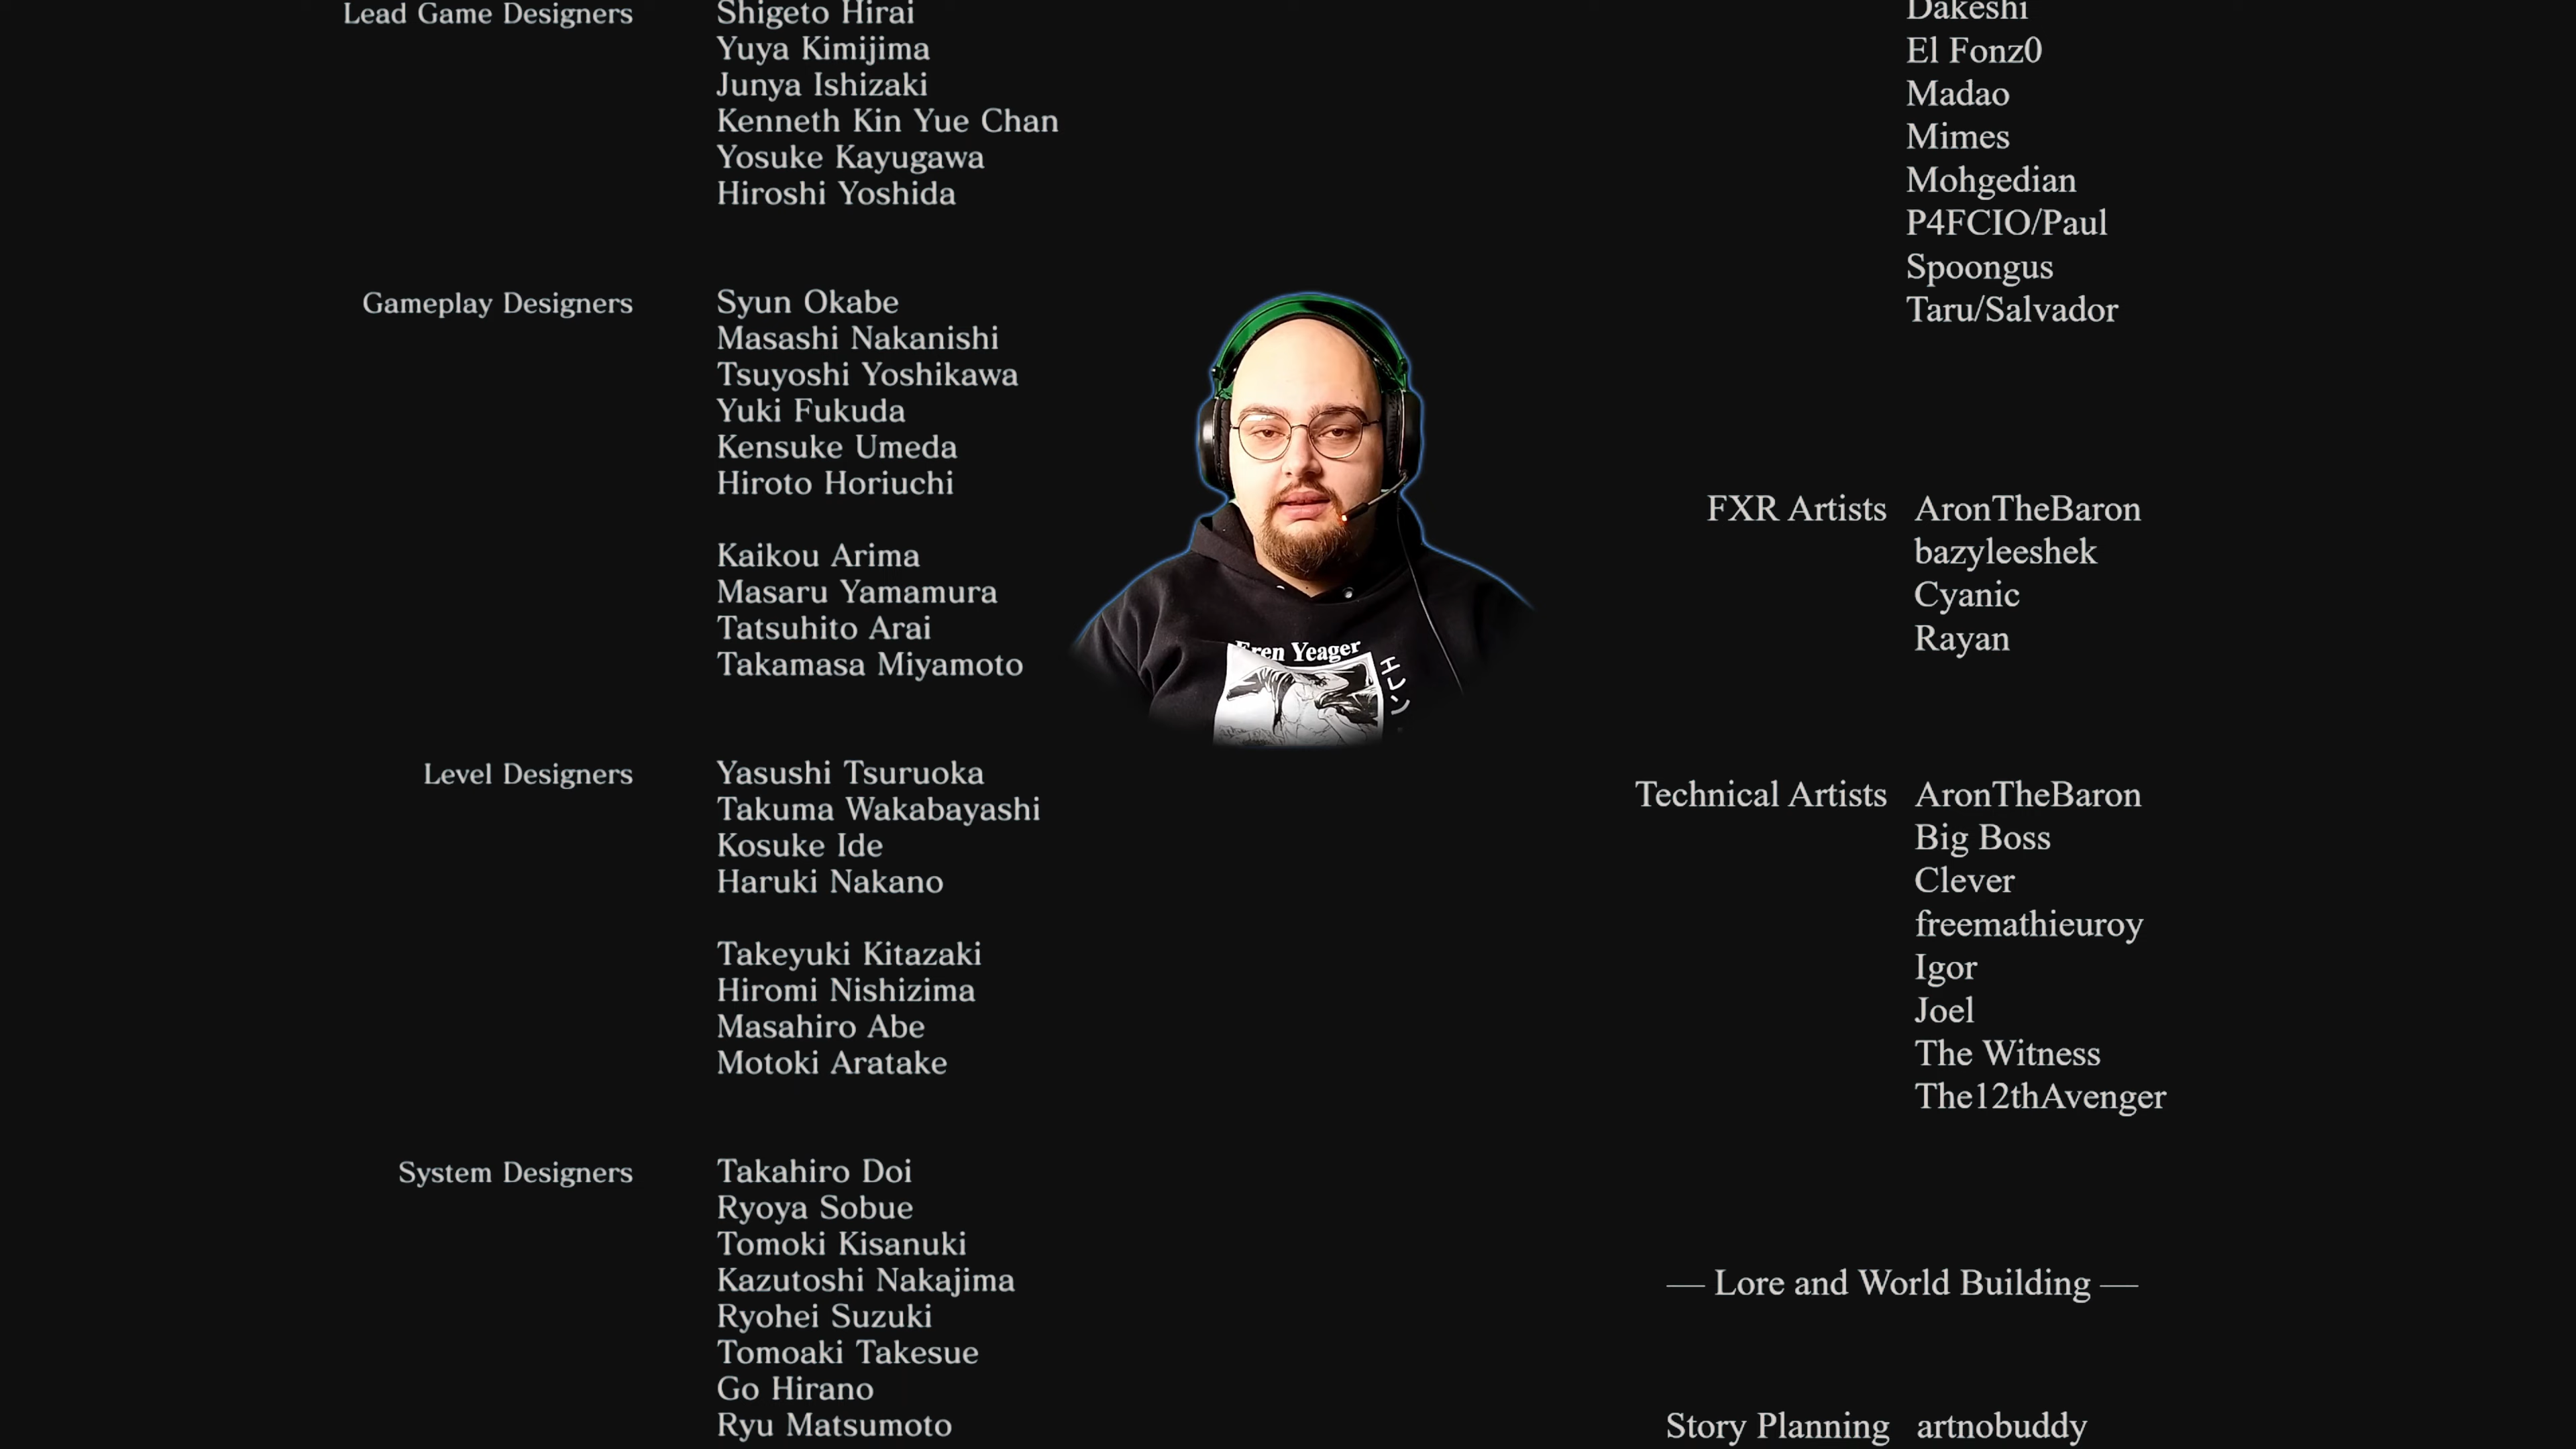 Lead Game Designers Shigeto Hirai
Yuya Kimijima
Junya Ishizaki
Kenneth Kin Yue Chan
Yosuke Kayugawa
Hiroshi Yoshida
Gameplay Designers Syun Okabe
Masashi Nakanishi
Tsuyoshi Yoshikawa
Yuki Fukuda
Kensuke Umeda
Hiroto Horiuchi
Kaikou Arima
Masaru Yamamura
Tatsuhito Arai
Takamasa Miyamoto
Level Designers Yasushi Tsuruoka
Takuma Wakabayashi
Kosuke Ide
Haruki Nakano
Takeyuki Kitazaki
Hiromi Nishizima
Masahiro Abe
Motoki Aratake
System Designers Takahiro Doi
Ryoya Sobue
Tomoki Kisanuki
Kazutoshi Nakajima
Ryohei Suzuki
Tomoaki Takesue
Go Hirano
Ryu Matsumoto
Eren Yeager
エレン
Dakeshi
El Fonz0
Madao
Mimes
Mohgedian
P4FCIO/Paul
Spoongus
Taru/Salvador
FXR Artists AronTheBaron
bazyleeshek
Cyanic
Rayan
Technical Artists AronTheBaron
Big Boss
Clever
freemathieuroy
Igor
Joel
The Witness
The12thAvenger
— Lore and World Building —
Story Planning artnobuddy